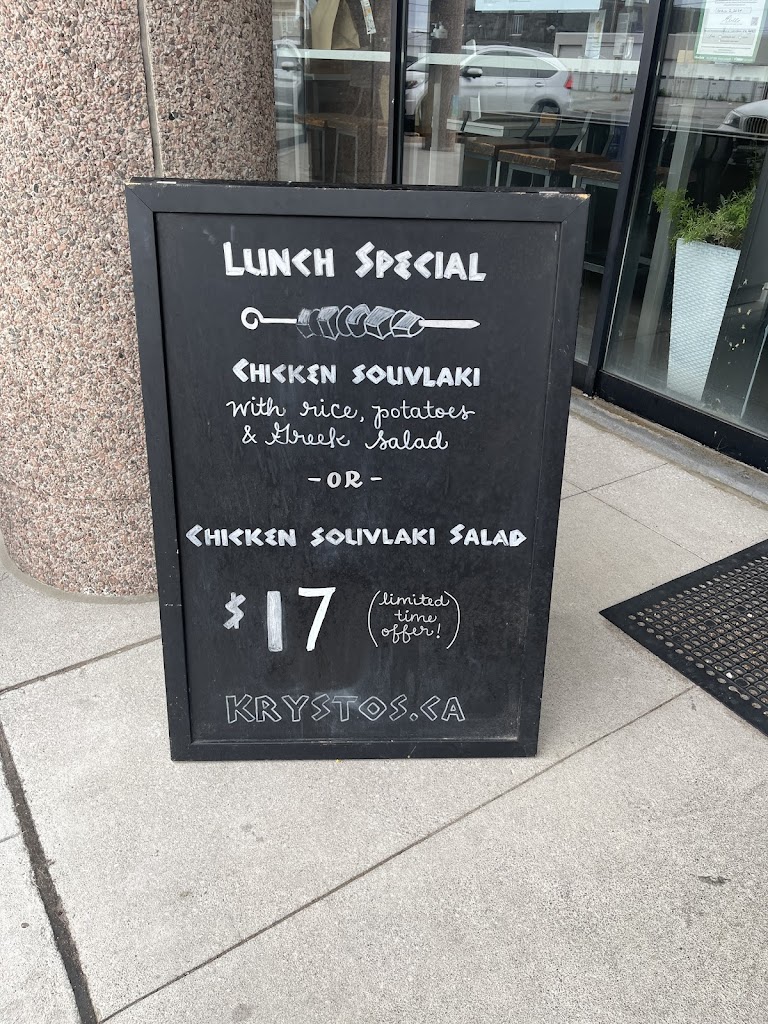 LUNCH SPECIAL
CHICKEN SOUVLAKI
with rice, potatoes
& Greek salad
-OR-
CHICKEN SOUVLAKI SALAD
$17
(limited
time
offer!)
KRYSTOS.CA